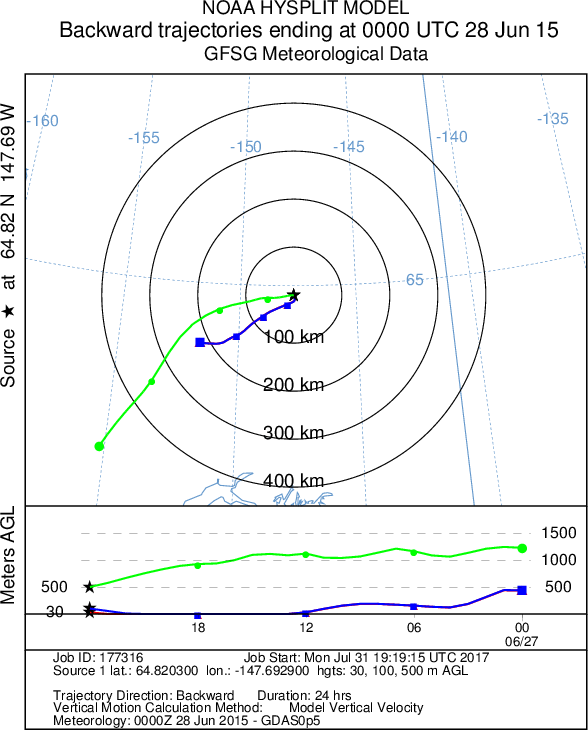 NOAA HYSPLIT MODEL
Backward trajectories ending at 0000 UTC 28 Jun 15
GFSG Meteorological Data
Source ★ at 64.82 N 147.69 W
-160
-155
-150
-145
-140
-135
65
100 km
200 km
300 km
400 km
Meters AGL
1500
1000
500
500
30
18
12
06
00
06/27
Job ID: 177316 Job Start: Mon Jul 31 19:19:15 UTC 2017
Source 1 lat.: 64.820300 lon.: -147.692900 hgts: 30, 100, 500 m AGL
Trajectory Direction: Backward Duration: 24 hrs
Vertical Motion Calculation Method: Model Vertical Velocity
Meteorology: 0000Z 28 Jun 2015 - GDAS0p5